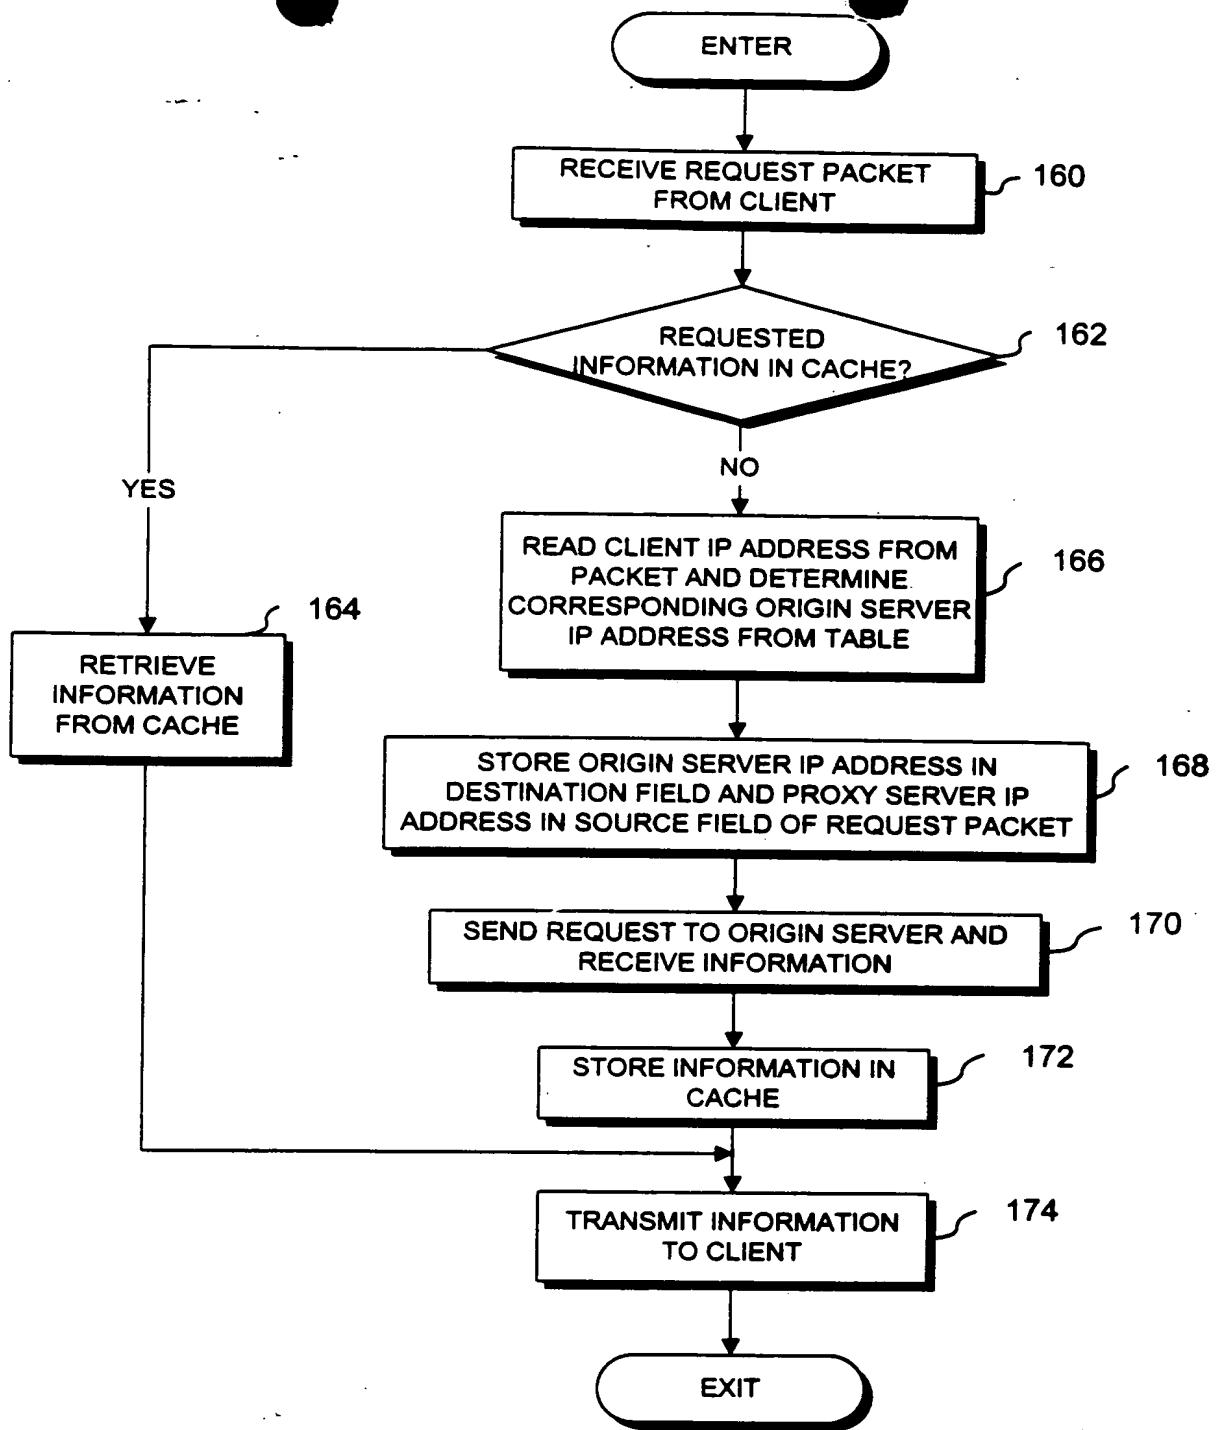 ENTER
RECEIVE REQUEST PACKET
FROM CLIENT
160
REQUESTED
INFORMATION IN CACHE?
162
NO
YES
READ CLIENT IP ADDRESS FROM
PACKET AND DETERMINE
CORRESPONDING ORIGIN SERVER
IP ADDRESS FROM TABLE
166
164
RETRIEVE
INFORMATION
FROM CACHE
STORE ORIGIN SERVER IP ADDRESS IN
DESTINATION FIELD AND PROXY SERVER IP
ADDRESS IN SOURCE FIELD OF REQUEST PACKET
168
SEND REQUEST TO ORIGIN SERVER AND
RECEIVE INFORMATION
170
STORE INFORMATION IN
CACHE
172
TRANSMIT INFORMATION
TO CLIENT
174
EXIT